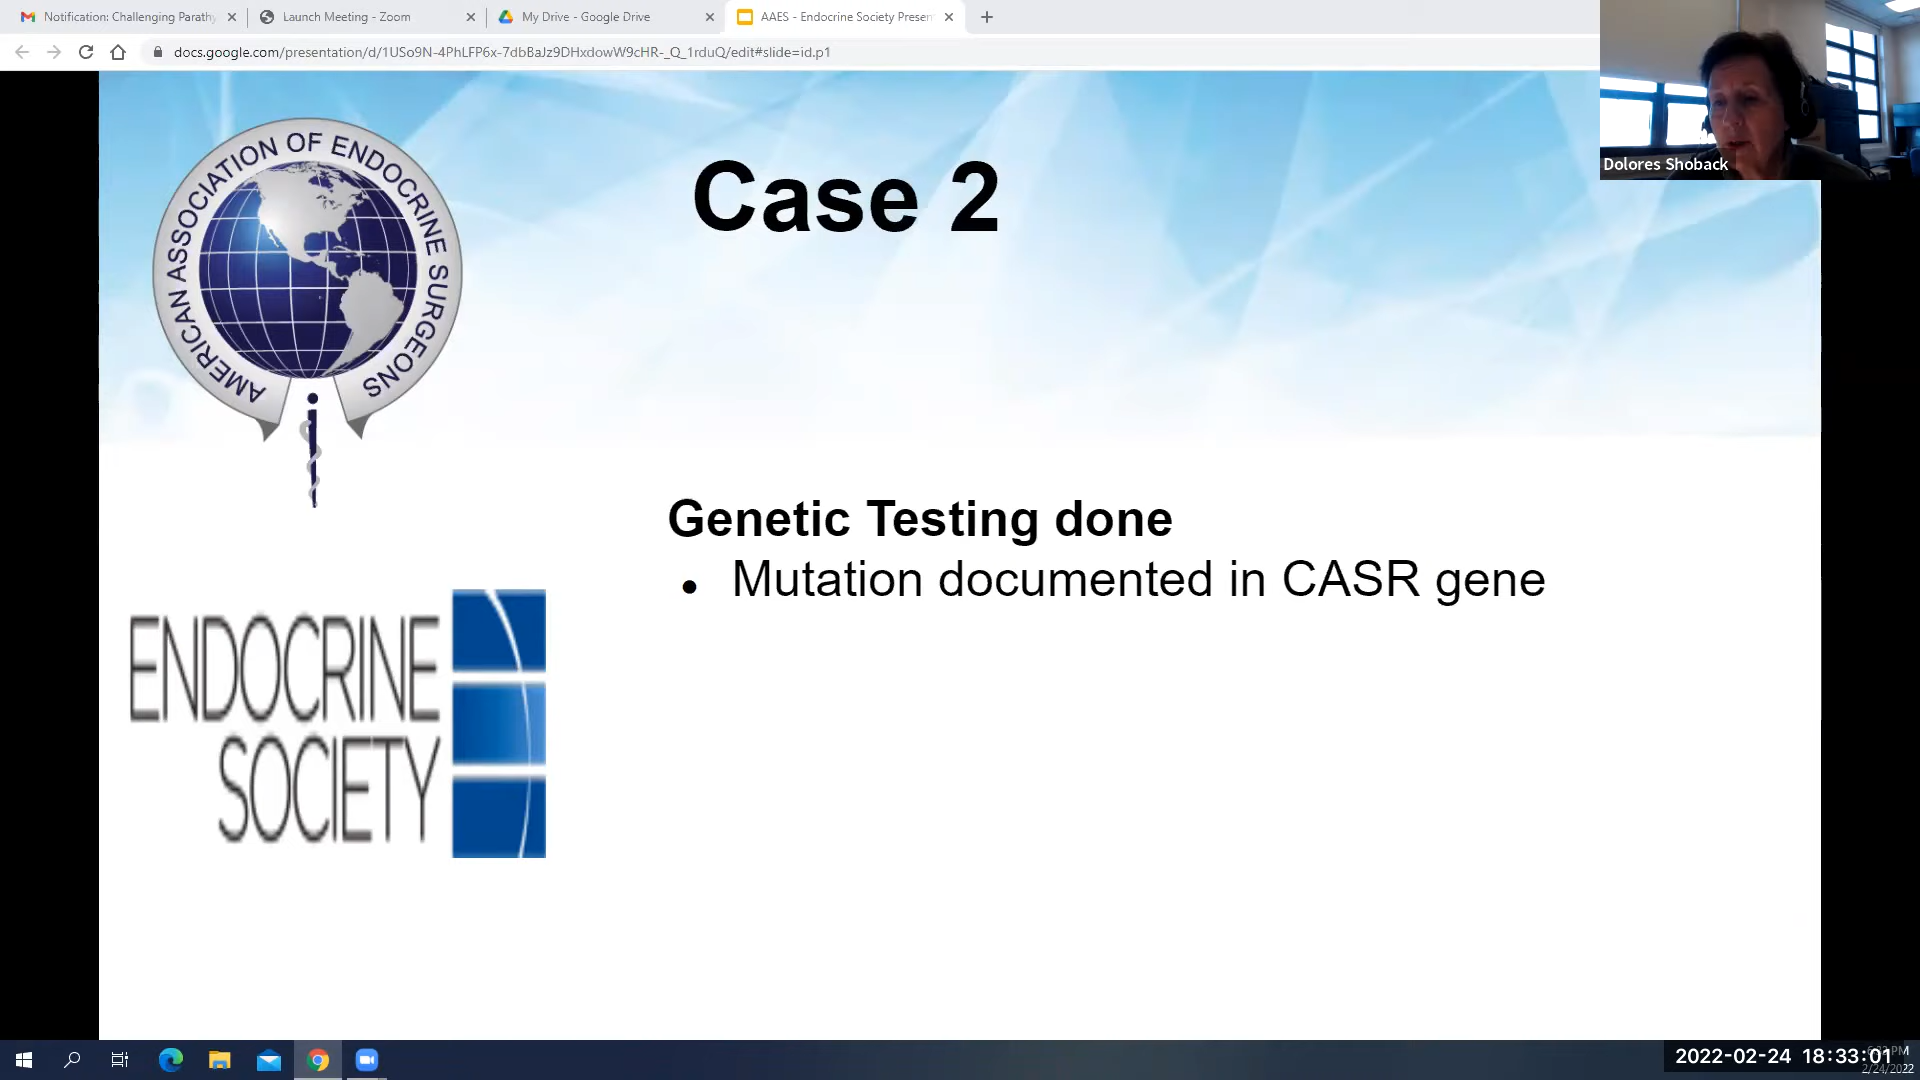 Notification: Challenging Parathy
Launch Meeting - Zoom
My Drive - Google Drive
AAES - Endocrine Society Presen
docs.google.com/presentation/d/1USo9N-4PhLFP6x-7dbBaJz9DHxdowW9cHR-_Q_1rduQ/edit#slide=id.p1
Dolores Shoback
AMERICAN ASSOCIATION OF ENDOCRINE SURGEONS
Case 2
Genetic Testing done
• Mutation documented in CASR gene
ENDOCRINE
SOCIETY
2022-02-24 18:33:01
2/24/2022